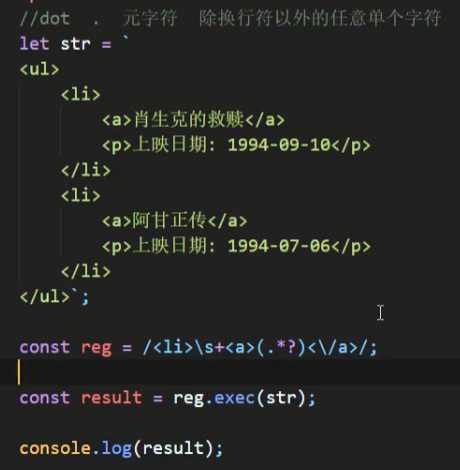 //dot  .  元字符  除换行符以外的任意单个字符
let str = `
<ul>
    <li>
        <a>肖生克的救赎</a>
        <p>上映日期: 1994-09-10</p>
    </li>
    <li>
        <a>阿甘正传</a>
        <p>上映日期: 1994-07-06</p>
    </li>
</ul>`;
const reg = /<li>\s+<a>(.*?)<\/a>/;
const result = reg.exec(str);
console.log(result);